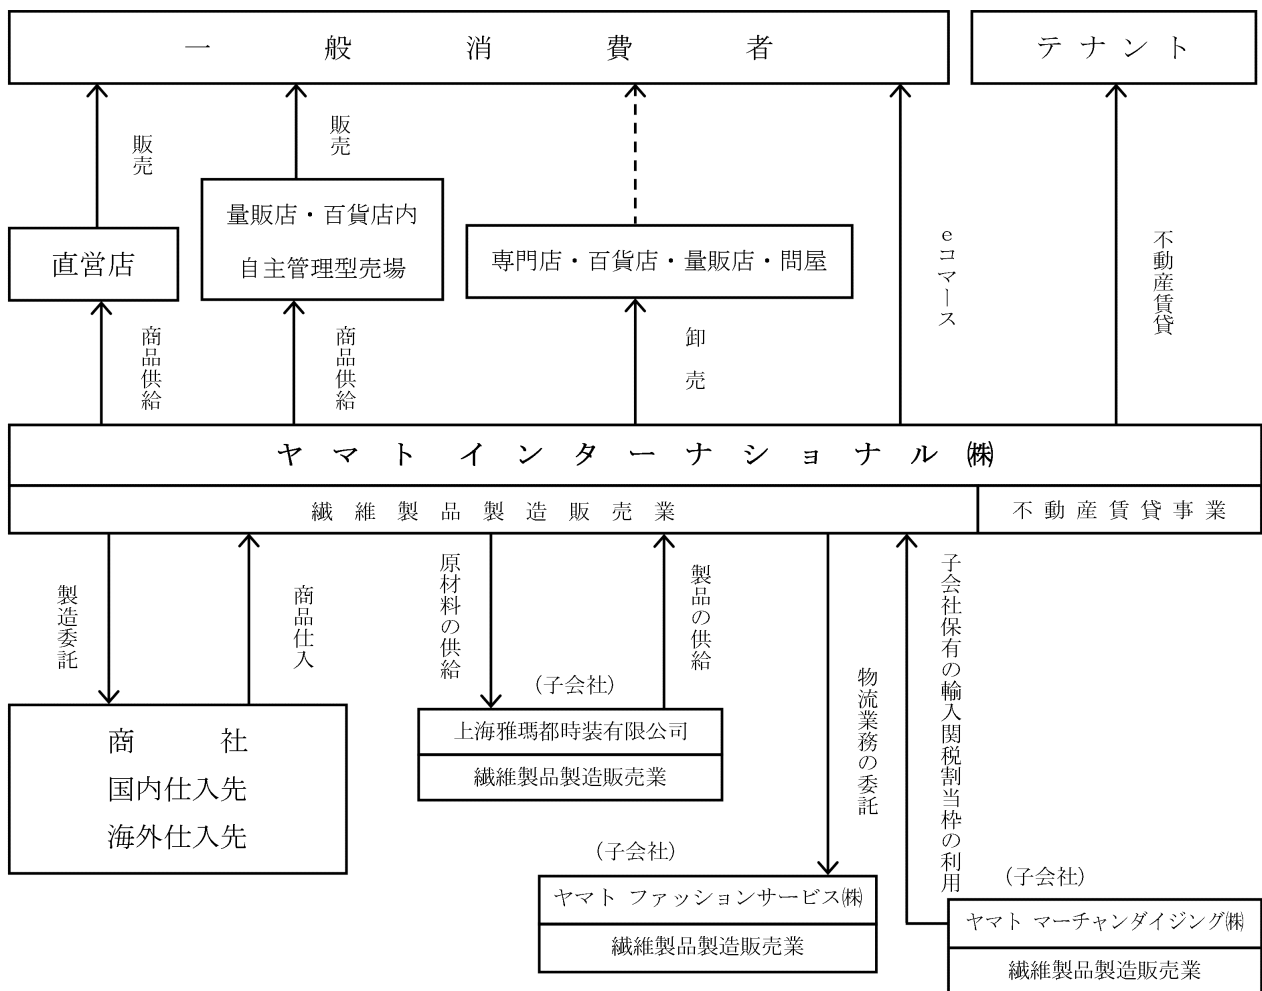 一般消費者
テナント
販売
販売
量販店・百貨店内
自主管理型売場
直営店
専門店・百貨店・量販店・問屋
eコマース
不動産賃貸
商品供給
商品供給
卸売
ヤマト インターナショナル㈱
繊維製品製造販売業
不動産賃貸事業
製造委託
商品仕入
原材料の供給
製品の供給
物流業務の委託
子会社保有の輸入関税割当枠の利用
商社
国内仕入先
海外仕入先
(子会社)
上海雅瑪都時装有限公司
繊維製品製造販売業
(子会社)
ヤマト ファッションサービス㈱
繊維製品製造販売業
(子会社)
ヤマト マーチャンダイジング㈱
繊維製品製造販売業